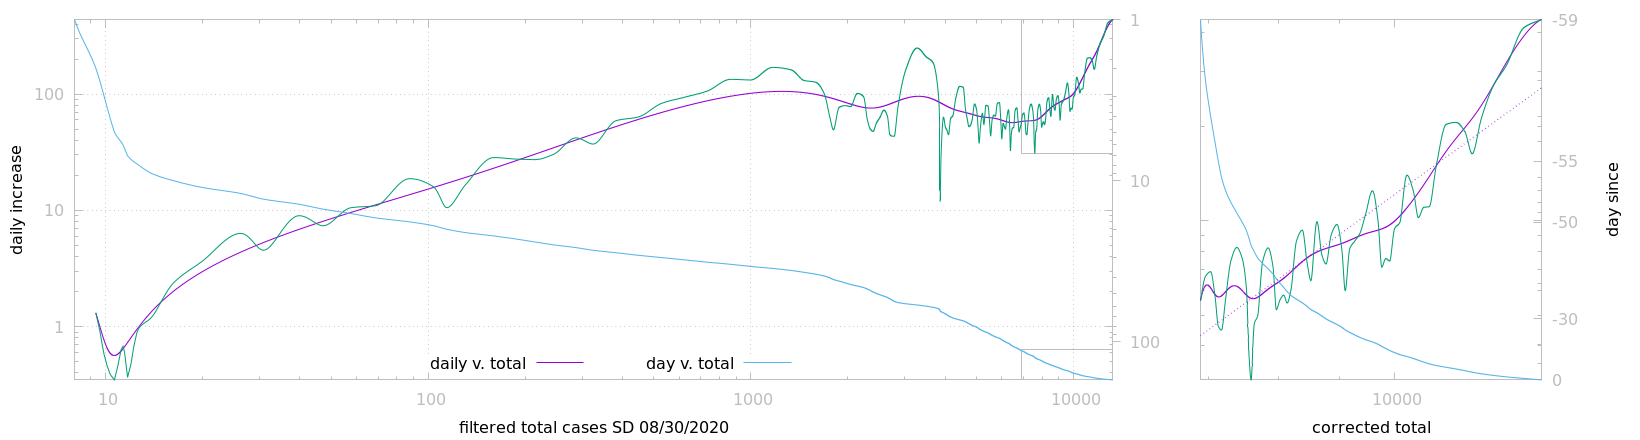 daily increase
100
10
1
10
100
1000
10000
1
10
100
daily v. total
day v. total
filtered total cases SD 08/30/2020
10000
corrected total
-59
-55
-50
-30
0
day since